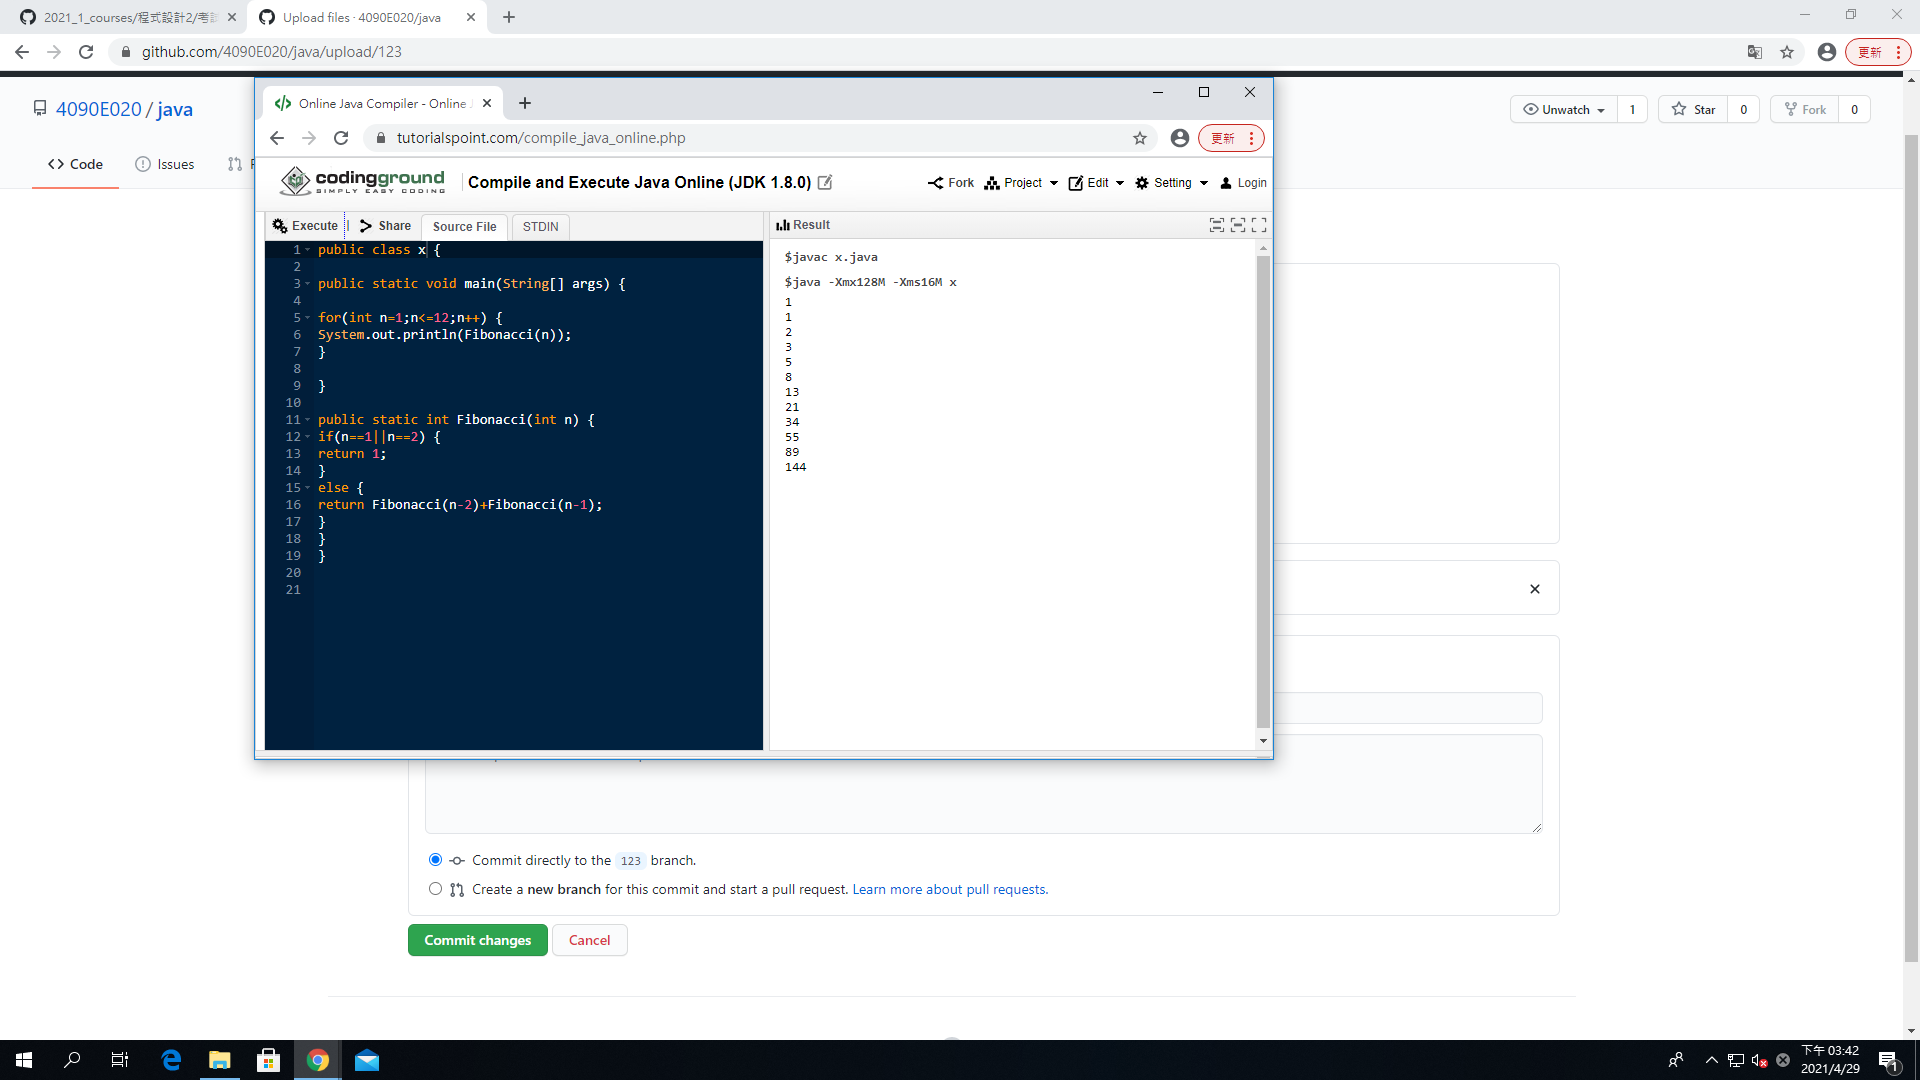 2021_1_courses/程式設計2/考
Upload files · 4090E020/java
github.com/4090E020/java/upload/123
更新
4090E020 / java
Unwatch
1
Star
0
Fork
0
Code
Issues
Online Java Compiler - Online
tutorialspoint.com/compile_java_online.php
更新
codingground
SIMPLY EASY CODING
Compile and Execute Java Online (JDK 1.8.0)
Fork
Project
Edit
Setting
Login
Execute
Share
Source File
STDIN
Result
1 public class x {
2
3 public static void main(String[] args) {
4
5 for(int n=1;n<=12;n++) {
6 System.out.println(Fibonacci(n));
7 }
8
9 }
10
11 public static int Fibonacci(int n) {
12 if(n==1||n==2) {
13 return 1;
14 }
15 else {
16 return Fibonacci(n-2)+Fibonacci(n-1);
17 }
18 }
19 }
20
21
$javac x.java
$java -Xmx128M -Xms16M x
1
1
2
3
5
8
13
21
34
55
89
144
Commit directly to the 123 branch.
Create a new branch for this commit and start a pull request. Learn more about pull requests.
Commit changes
Cancel
下午 03:42
2021/4/29
1